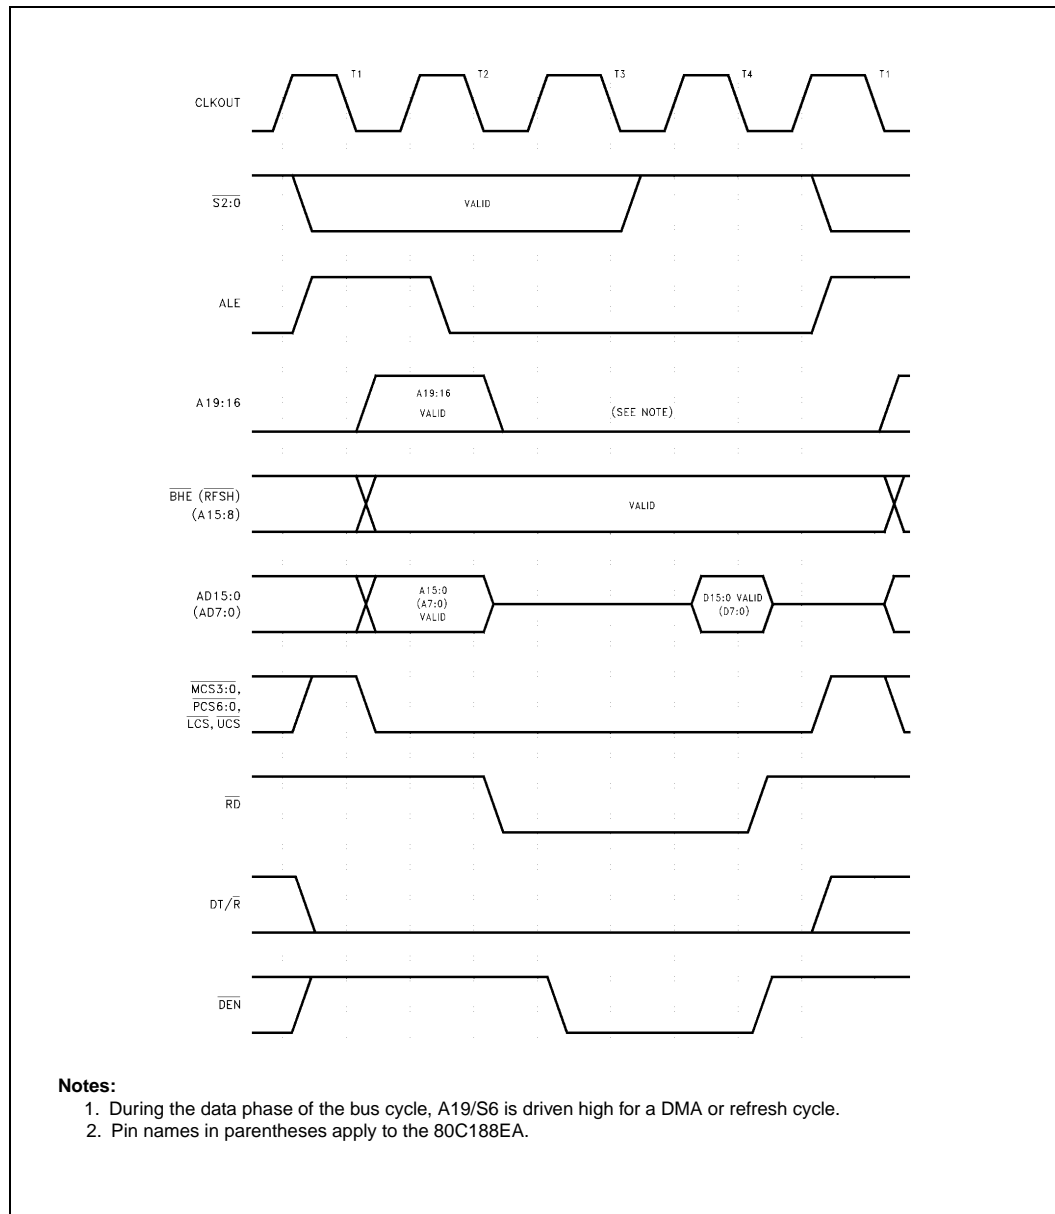 T1 T2 T3 T4 T1
CLKOUT
S2:0
VALID
ALE
A19:16
A19:16
VALID
(SEE NOTE)
BHE (RFSH)
(A15:8)
VALID
AD15:0
(AD7:0)
A15:0
(A7:0)
VALID
D15:0 VALID
(D7:0)
MCS3:0,
PCS6:0,
LCS, UCS
RD
DT/R
DEN
Notes:
1. During the data phase of the bus cycle, A19/S6 is driven high for a DMA or refresh cycle.
2. Pin names in parentheses apply to the 80C188EA.